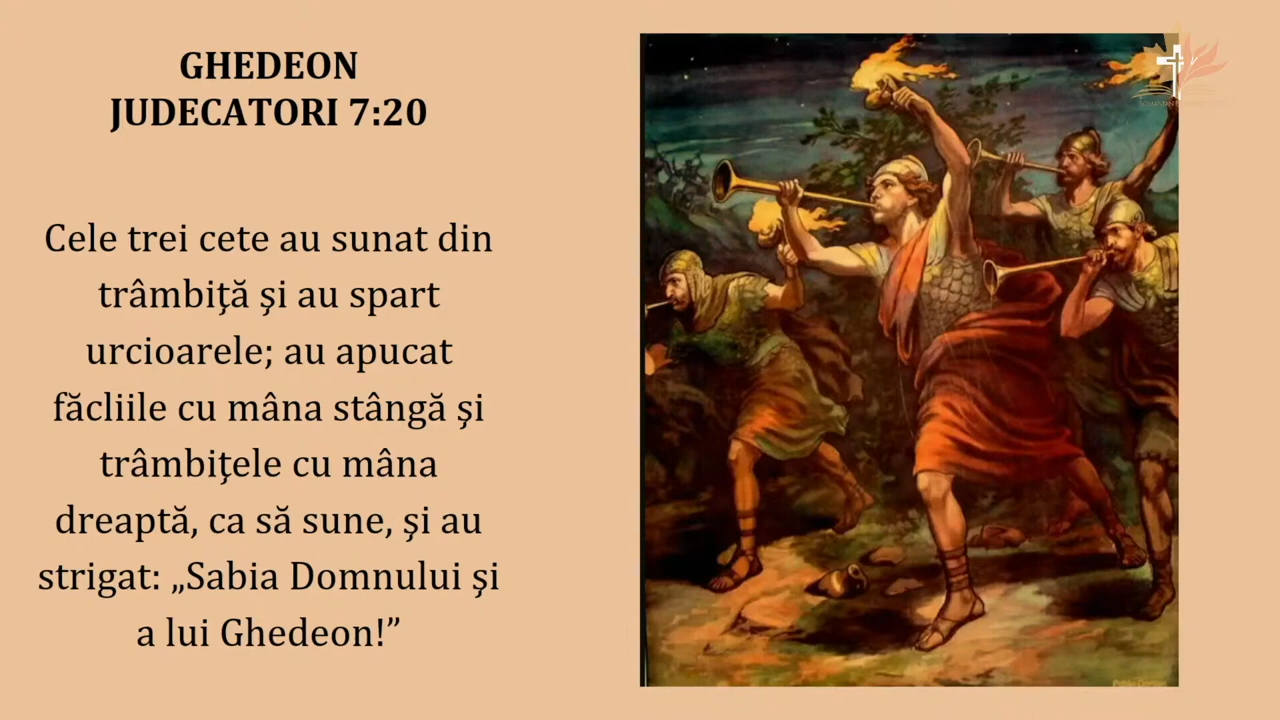 GHEDEON
JUDECATORI 7:20
Cele trei cete au sunat din
trâmbiță și au spart
urcioarele; au apucat
făcliile cu mâna stângă și
trâmbițele cu mâna
dreaptă, ca să sune, și au
strigat: „Sabia Domnului și
a lui Ghedeon!”